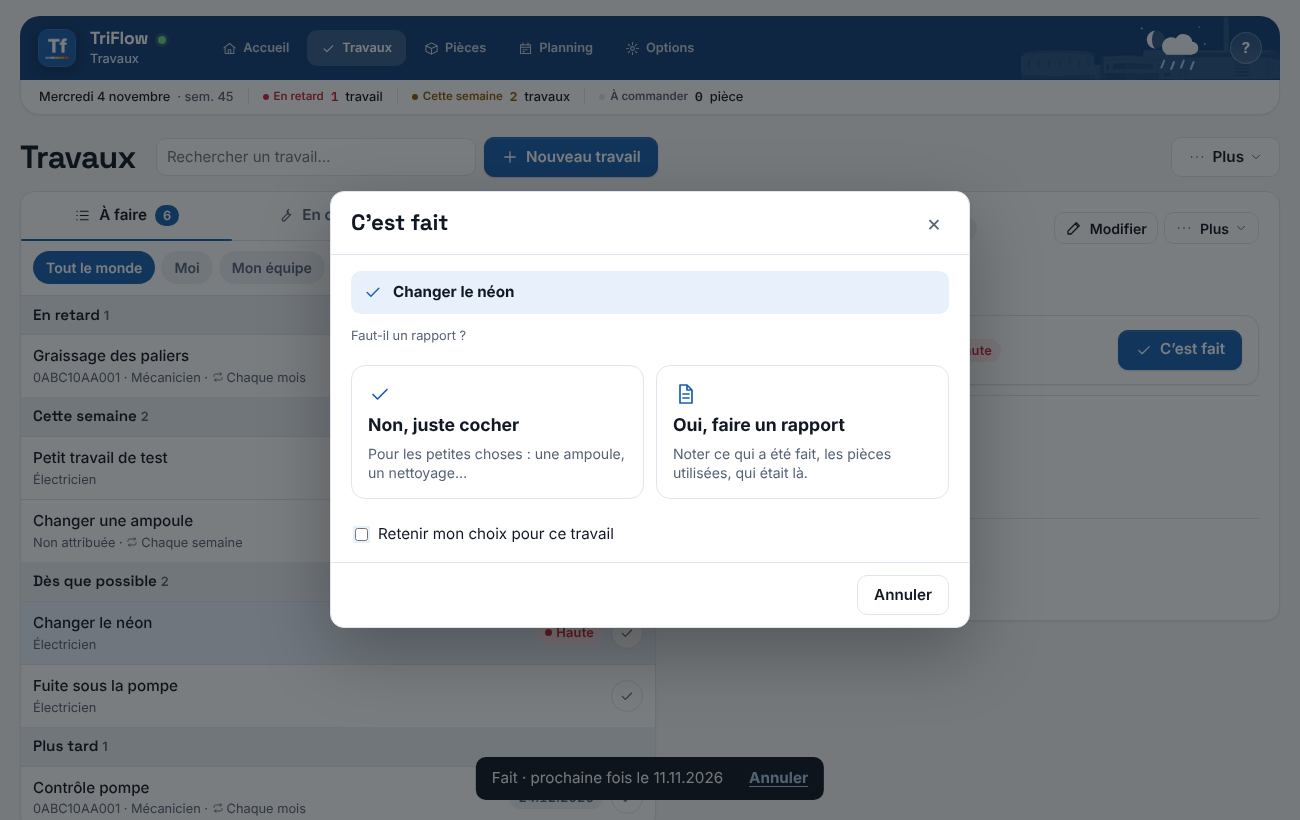 Tf
TriFlow
Travaux
Accueil
Travaux
Pièces
Planning
Options
?
Mercredi 4 novembre · sem. 45
En retard 1 travail
Cette semaine 2 travaux
À commander 0 pièce
Travaux
Rechercher un travail...
Nouveau travail
Plus
À faire 6
Tout le monde
Moi
Mon équipe
Modifier
Plus
En retard 1
Graissage des paliers
0ABC10AA001 · Mécanicien · Chaque mois
Cette semaine 2
Petit travail de test
Électricien
Changer une ampoule
Non attribuée · Chaque semaine
Dès que possible 2
Changer le néon
Électricien
Haute
Fuite sous la pompe
Électricien
Plus tard 1
Contrôle pompe
0ABC10AA001 · Mécanicien · Chaque mois
C’est fait
C’est fait
Changer le néon
Faut-il un rapport ?
Non, juste cocher
Pour les petites choses : une ampoule,
un nettoyage...
Oui, faire un rapport
Noter ce qui a été fait, les pièces
utilisées, qui était là.
Retenir mon choix pour ce travail
Annuler
Fait · prochaine fois le 11.11.2026
Annuler